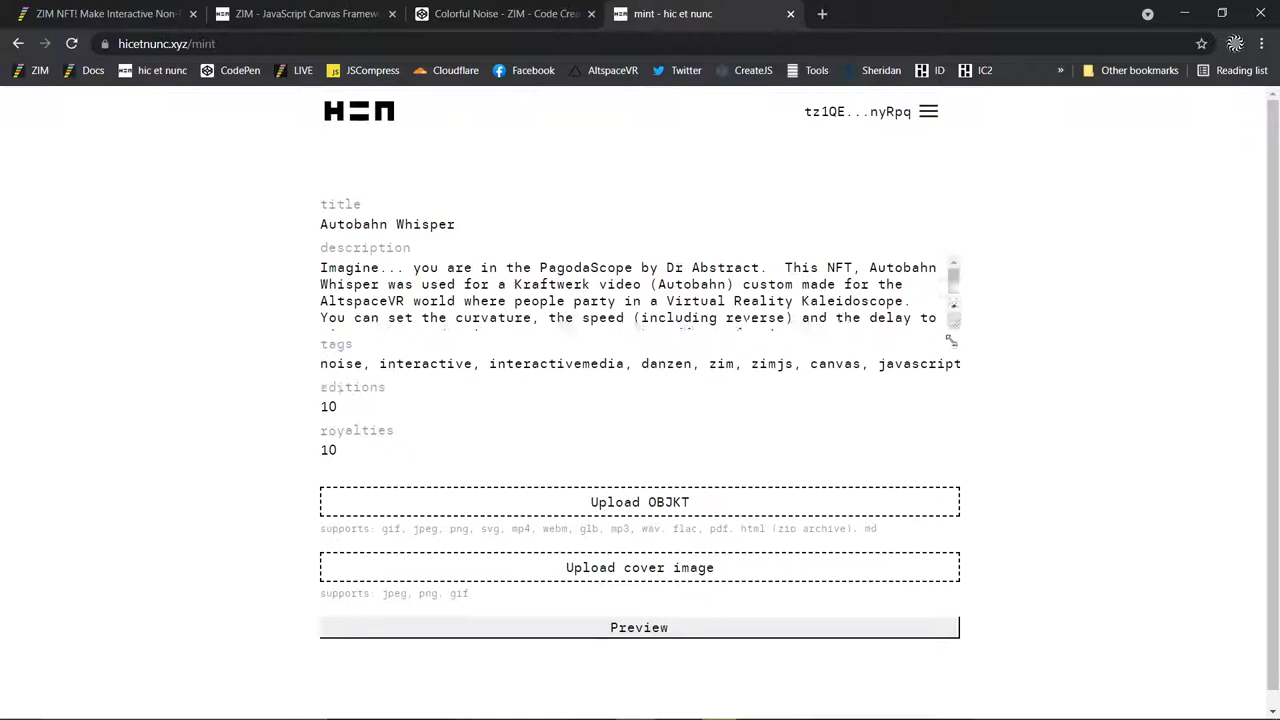 ZIM NFT! Make Interactive Non-
ZIM - JavaScript Canvas Framew
Colorful Noise - ZIM - Code Crea
mint - hic et nunc
hicetnunc.xyz/mint
ZIM
Docs
hic et nunc
CodePen
LIVE
JSCompress
Cloudflare
Facebook
AltspaceVR
Twitter
CreateJS
Tools
Sheridan
ID
IC2
»
Other bookmarks
Reading list
H=N
tz1QE...nyRpq
title
Autobahn Whisper
description
Imagine... you are in the PagodaScope by Dr Abstract. This NFT, Autobahn
Whisper was used for a Kraftwerk video (Autobahn) custom made for the
AltspaceVR world where people party in a Virtual Reality Kaleidoscope.
You can set the curvature, the speed (including reverse) and the delay to
tags
noise, interactive, interactivemedia, danzen, zim, zimjs, canvas, javascript
editions
10
royalties
10
Upload OBJKT
supports: gif, jpeg, png, svg, mp4, webm, glb, mp3, wav, flac, pdf, html (zip archive), md
Upload cover image
supports: jpeg, png, gif
Preview